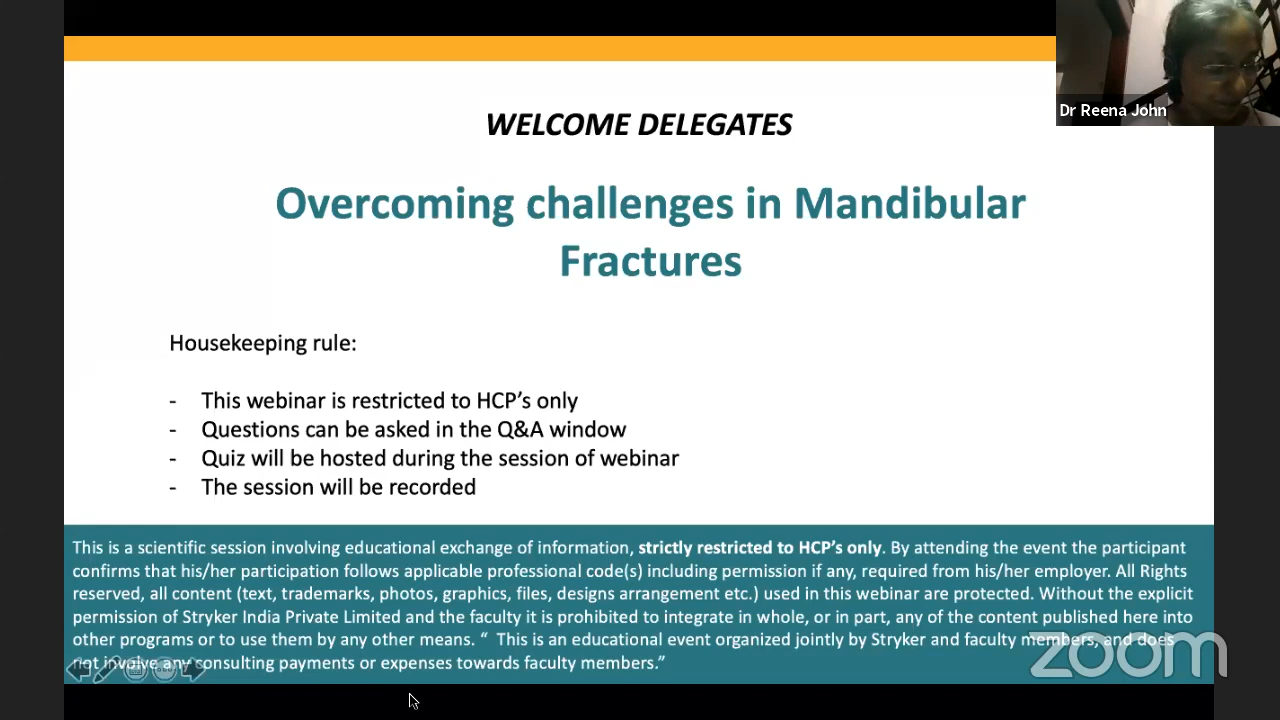 WELCOME DELEGATES
Dr Reena John
Overcoming challenges in Mandibular
Fractures
Housekeeping rule:
- This webinar is restricted to HCP's only
- Questions can be asked in the Q&A window
- Quiz will be hosted during the session of webinar
- The session will be recorded
This is a scientific session involving educational exchange of information, strictly restricted to HCP's only. By attending the event the participant
confirms that his/her participation follows applicable professional code(s) including permission if any, required from his/her employer. All Rights
reserved, all content (text, trademarks, photos, graphics, files, designs arrangement etc.) used in this webinar are protected. Without the explicit
permission of Stryker India Private Limited and the faculty it is prohibited to integrate in whole, or in part, any of the content published here into
other programs or to use them by any other means. “ This is an educational event organized jointly by Stryker and faculty members, and does
not involve any consulting payments or expenses towards faculty members.”
zoom